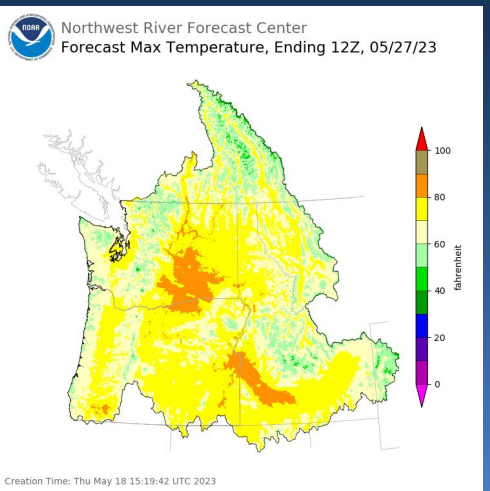 NOAA
Northwest River Forecast Center
Forecast Max Temperature, Ending 12Z, 05/27/23
100
80
60
40
20
0
fahrenheit
Creation Time: Thu May 18 15:19:42 UTC 2023